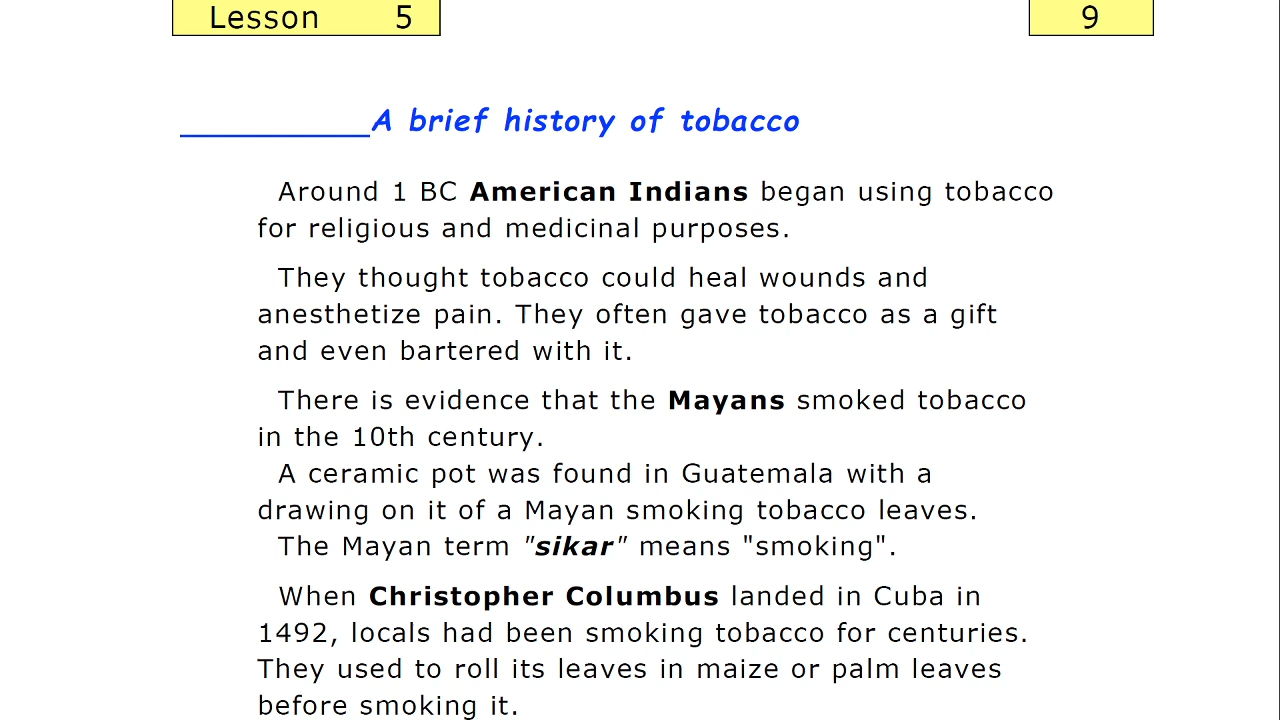 Lesson 5
9
A brief history of tobacco
Around 1 BC American Indians began using tobacco
for religious and medicinal purposes.
They thought tobacco could heal wounds and
anesthetize pain. They often gave tobacco as a gift
and even bartered with it.
There is evidence that the Mayans smoked tobacco
in the 10th century.
A ceramic pot was found in Guatemala with a
drawing on it of a Mayan smoking tobacco leaves.
The Mayan term "sikar" means "smoking".
When Christopher Columbus landed in Cuba in
1492, locals had been smoking tobacco for centuries.
They used to roll its leaves in maize or palm leaves
before smoking it.